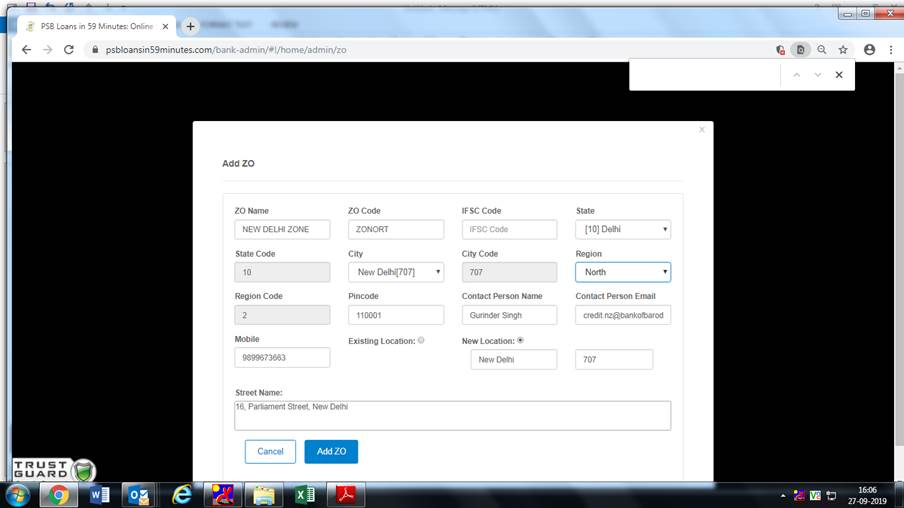 PSB Loans in 59 Minutes: Online
psbloansin59minutes.com/bank-admin/#!/home/admin/zo
Add ZO
ZO Name ZO Code IFSC Code State
NEW DELHI ZONE ZONORT IFSC Code [10] Delhi
State Code City City Code Region
10 New Delhi[707] 707 North
Region Code Pincode Contact Person Name Contact Person Email
2 110001 Gurinder Singh credit.nz@bankofbarod
Mobile Existing Location: New Location:
9899673663 New Delhi 707
Street Name:
16, Parliament Street, New Delhi
Cancel Add ZO
TRUST
GUARD
16:06
27-09-2019